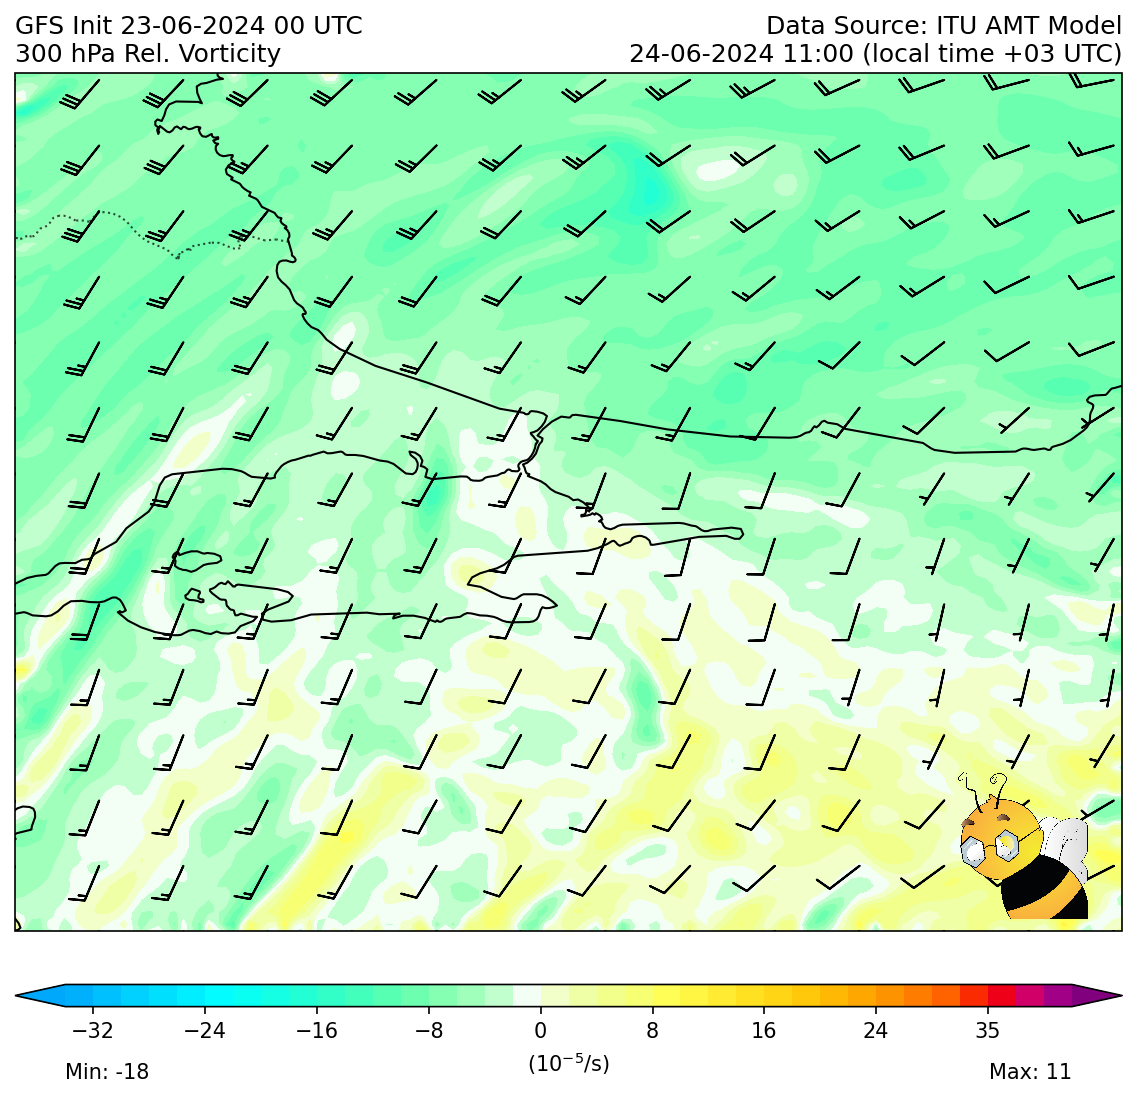 GFS Init 23-06-2024 00 UTC
Data Source: ITU AMT Model
300 hPa Rel. Vorticity
24-06-2024 11:00 (local time +03 UTC)
−32 −24 −16 −8 0 8 16 24 35
(10⁻⁵/s)
Min: -18
Max: 11